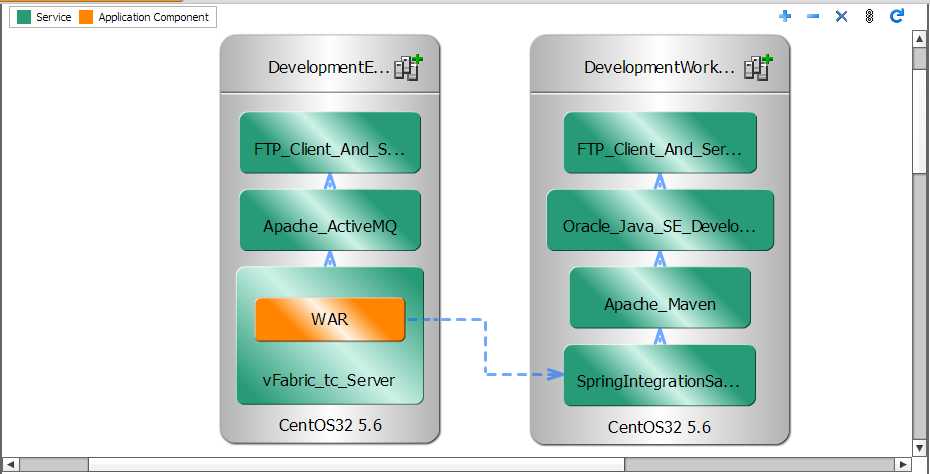 Service Application Component
DevelopmentE...
FTP_Client_And_S...
Apache_ActiveMQ
WAR
vFabric_tc_Server
CentOS32 5.6
DevelopmentWork...
FTP_Client_And_Ser...
Oracle_Java_SE_Develo...
Apache_Maven
SpringIntegrationSa...
CentOS32 5.6